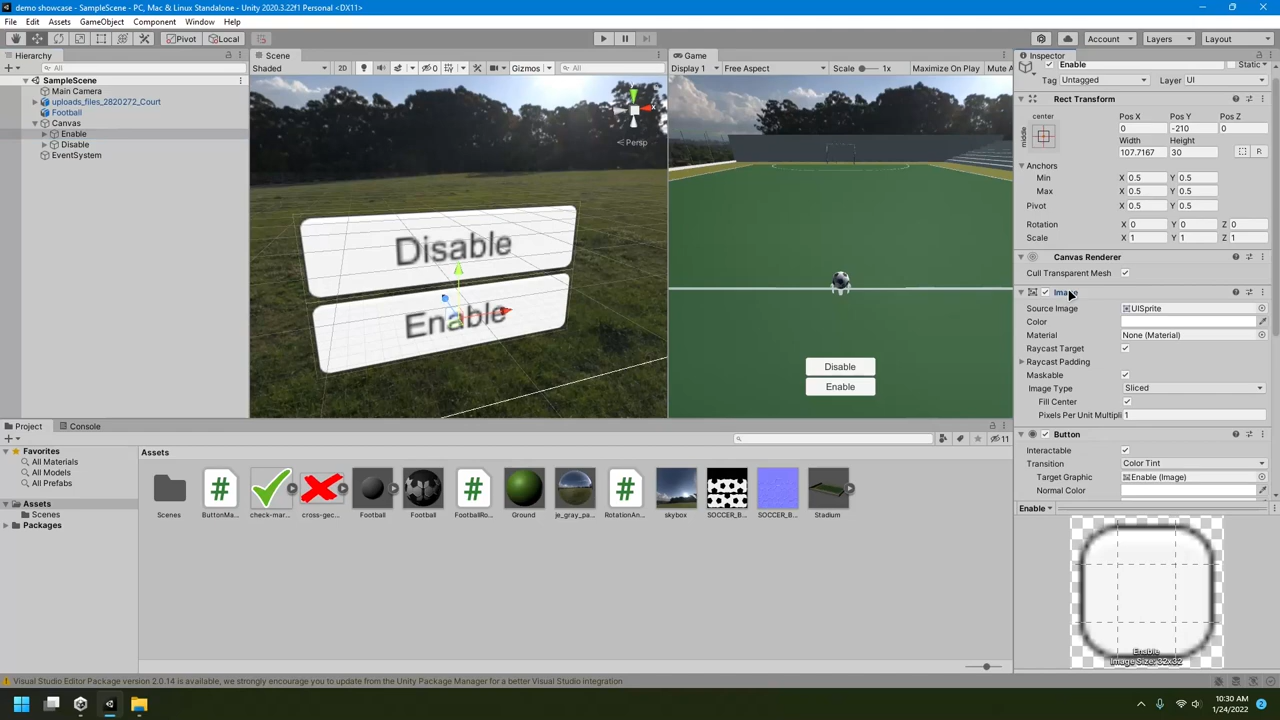 demo showcase - SampleScene - PC, Mac & Linux Standalone - Unity 2020.3.22f1 Personal <DX11>
File Edit Assets GameObject Component Window Help
Pivot Local Account Layers Layout
Hierarchy
All
SampleScene
Main Camera
uploads_files_2820272_Court
Football
Canvas
Enable
Disable
EventSystem
Scene
Shaded 2D 0 Gizmos All
y
x
Persp
Disable
Enable
Game
Display 1 Free Aspect Scale 1x Maximize On Play Mute A
Disable
Enable
Inspector
Enable Static
Tag Untagged Layer UI
Rect Transform
center Pos X Pos Y Pos Z
middle 0 -210 0
Width Height
107.7167 30 R
Anchors
Min X 0.5 Y 0.5
Max X 0.5 Y 0.5
Pivot X 0.5 Y 0.5
Rotation X 0 Y 0 Z 0
Scale X 1 Y 1 Z 1
Canvas Renderer
Cull Transparent Mesh
Image
Source Image UISprite
Color
Material None (Material)
Raycast Target
Raycast Padding
Maskable
Image Type Sliced
Fill Center
Pixels Per Unit Multipli 1
Button
Interactable
Transition Color Tint
Target Graphic Enable (Image)
Normal Color
Enable
Enable
Image Size: 32x32
Project Console
11
Favorites
All Materials
All Models
All Prefabs
Assets
Scenes
Packages
Assets
Scenes ButtonMa... check-mar... cross-gec... Football Football FootballRo... Ground je_gray_pa... RotationAn... skybox SOCCER_B... SOCCER_B... Stadium
Visual Studio Editor Package version 2.0.14 is available, we strongly encourage you to update from the Unity Package Manager for a better Visual Studio integration
10:30 AM
1/24/2022
2